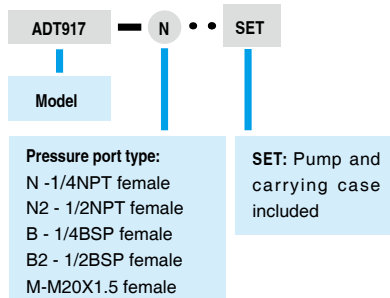 ADT917 — N • • SET
Model
Pressure port type:
N -1/4NPT female
N2 - 1/2NPT female
B - 1/4BSP female
B2 - 1/2BSP female
M-M20X1.5 female
SET: Pump and
carrying case
included